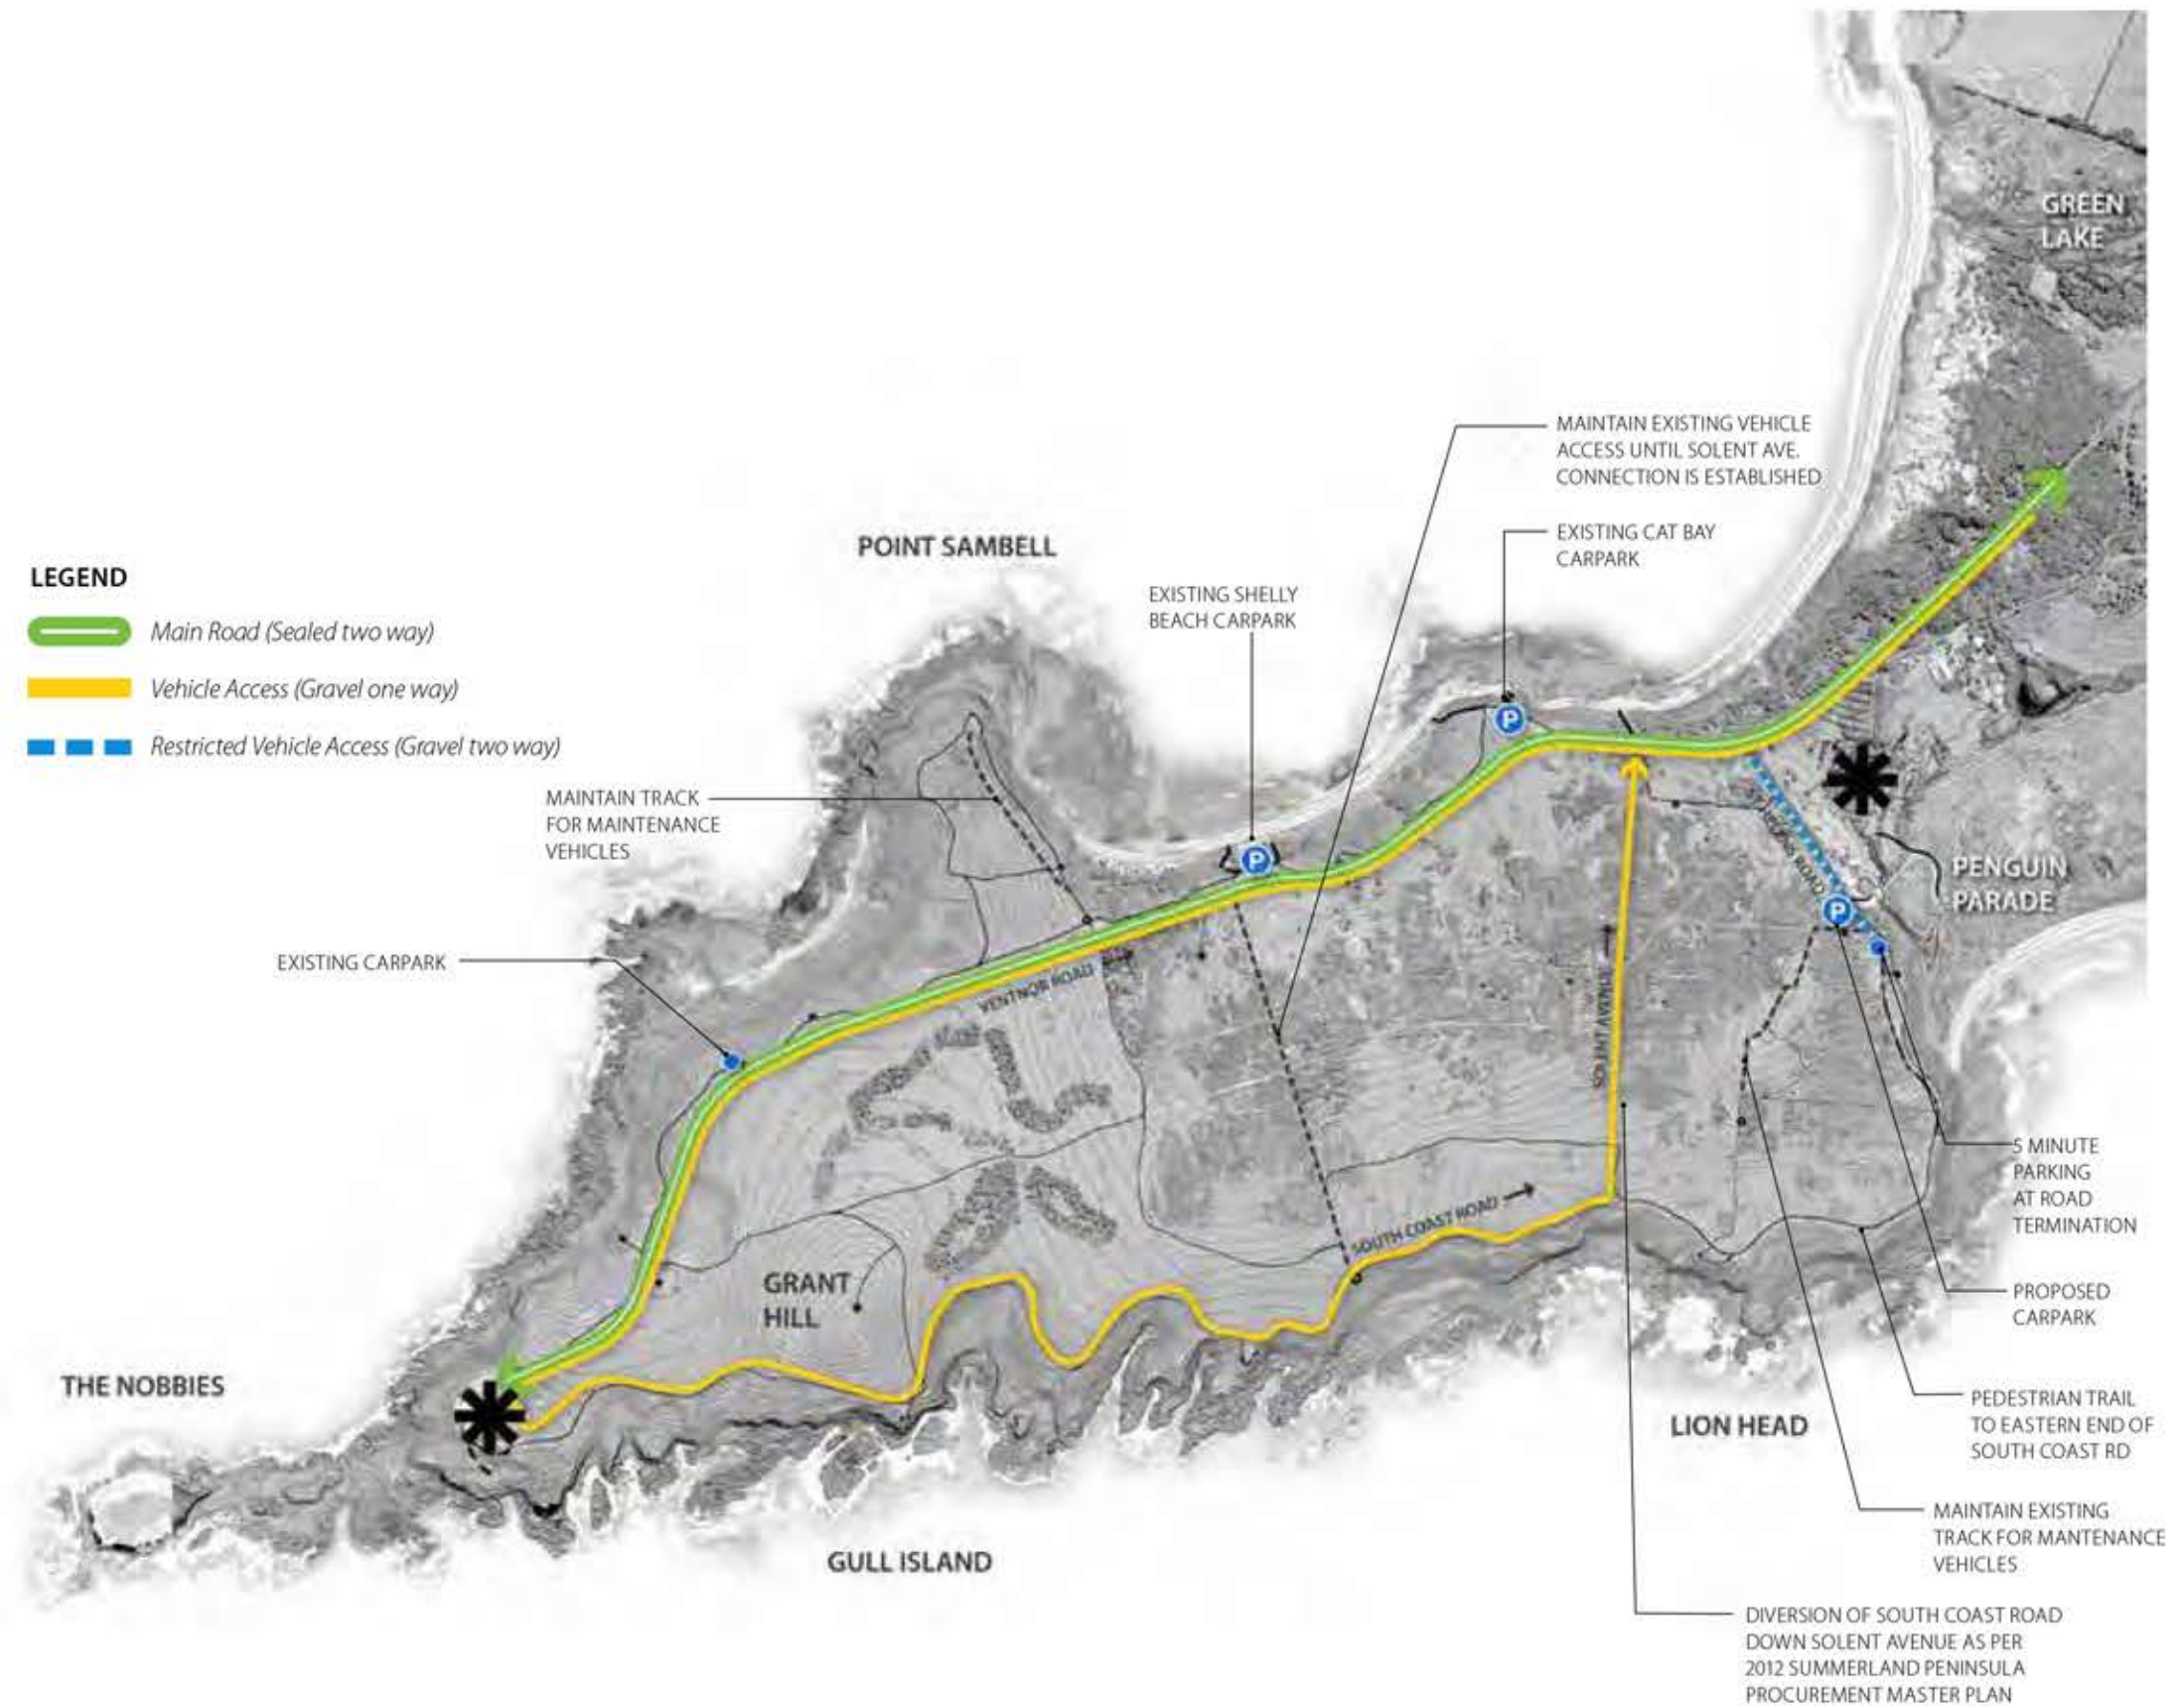 GREEN
LAKE
MAINTAIN EXISTING VEHICLE
ACCESS UNTIL SOLENT AVE.
CONNECTION IS ESTABLISHED
EXISTING CAT BAY
CARPARK
POINT SAMBELL
EXISTING SHELLY
BEACH CARPARK
LEGEND
Main Road (Sealed two way)
Vehicle Access (Gravel one way)
Restricted Vehicle Access (Gravel two way)
P
MAINTAIN TRACK
FOR MAINTENANCE
VEHICLES
P
PENGUIN
PARADE
P
EXISTING CARPARK
VENTNOR ROAD
SOUTH COAST ROAD
GRANT
HILL
5 MINUTE
PARKING
AT ROAD
TERMINATION
PROPOSED
CARPARK
THE NOBBIES
PEDESTRIAN TRAIL
TO EASTERN END OF
SOUTH COAST RD
LION HEAD
MAINTAIN EXISTING
TRACK FOR MANTENANCE
VEHICLES
GULL ISLAND
DIVERSION OF SOUTH COAST ROAD
DOWN SOLENT AVENUE AS PER
2012 SUMMERLAND PENINSULA
PROCUREMENT MASTER PLAN